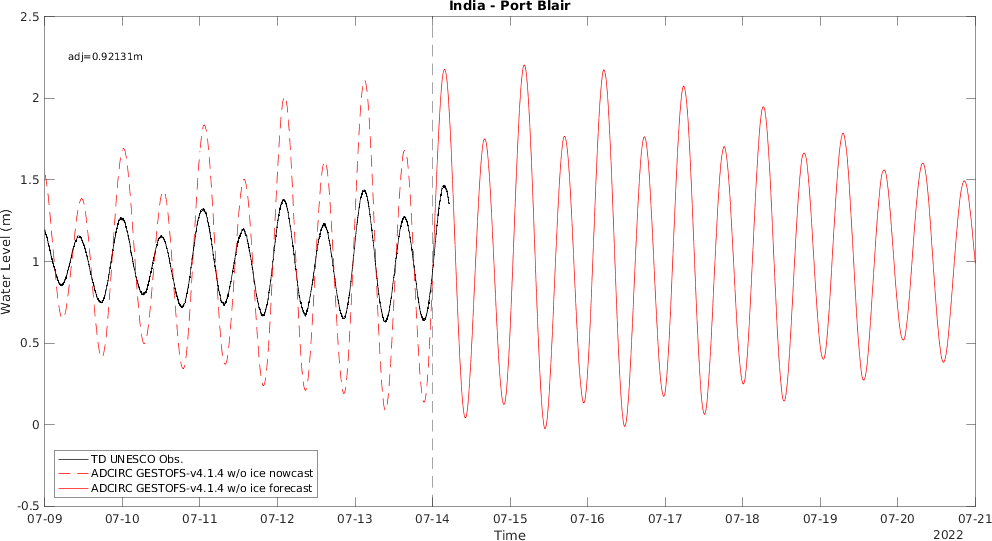 India - Port Blair
adj=0.92131m
2.5
2
1.5
1
0.5
0
-0.5
Water Level (m)
TD UNESCO Obs.
ADCIRC GESTOFS-v4.1.4 w/o ice nowcast
ADCIRC GESTOFS-v4.1.4 w/o ice forecast
07-09 07-10 07-11 07-12 07-13 07-14 07-15 07-16 07-17 07-18 07-19 07-20 07-21
Time
2022